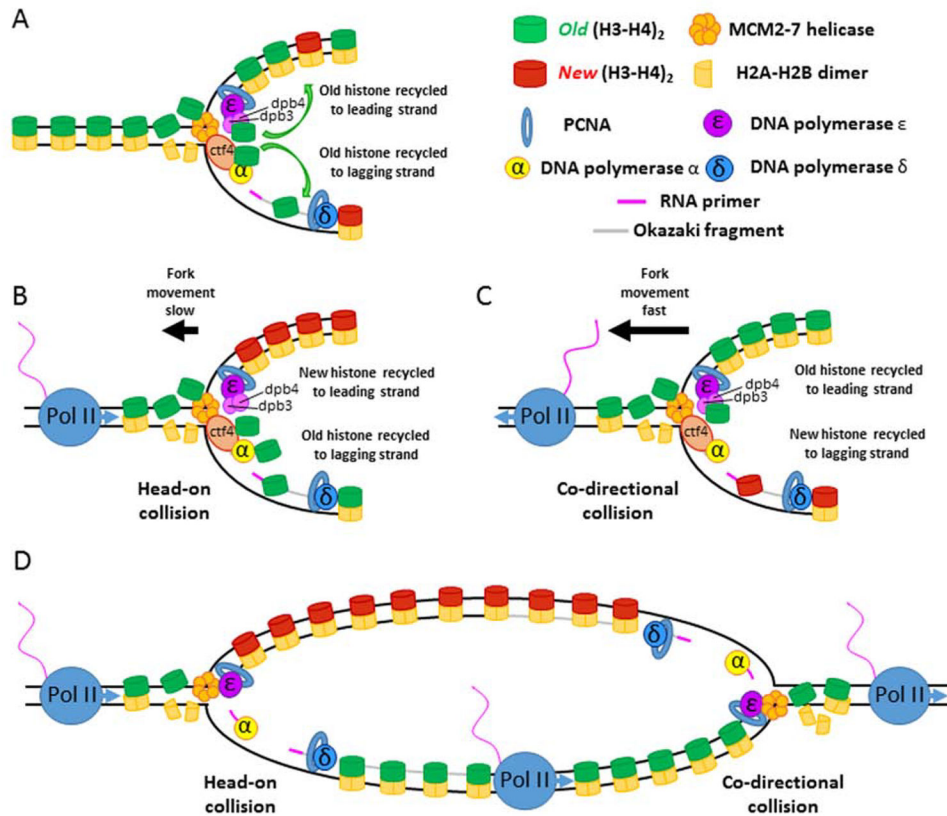 A
ε
dpb4
dpb3
ctf4
α
δ
Old histone recycled
to leading strand
Old histone recycled
to lagging strand
Old (H3-H4)2
MCM2-7 helicase
New (H3-H4)2
H2A-H2B dimer
PCNA
ε
DNA polymerase ε
α
DNA polymerase α
δ
DNA polymerase δ
RNA primer
Okazaki fragment
B
Fork
movement
slow
Pol II
ε
dpb4
dpb3
ctf4
α
δ
New histone recycled
to leading strand
Old histone recycled
to lagging strand
Head-on
collision
C
Fork
movement
fast
Pol II
ε
dpb4
dpb3
ctf4
α
δ
Old histone recycled
to leading strand
New histone recycled
to lagging strand
Co-directional
collision
D
Pol II
ε
α
δ
δ
α
ε
Pol II
Pol II
Head-on
collision
Co-directional
collision